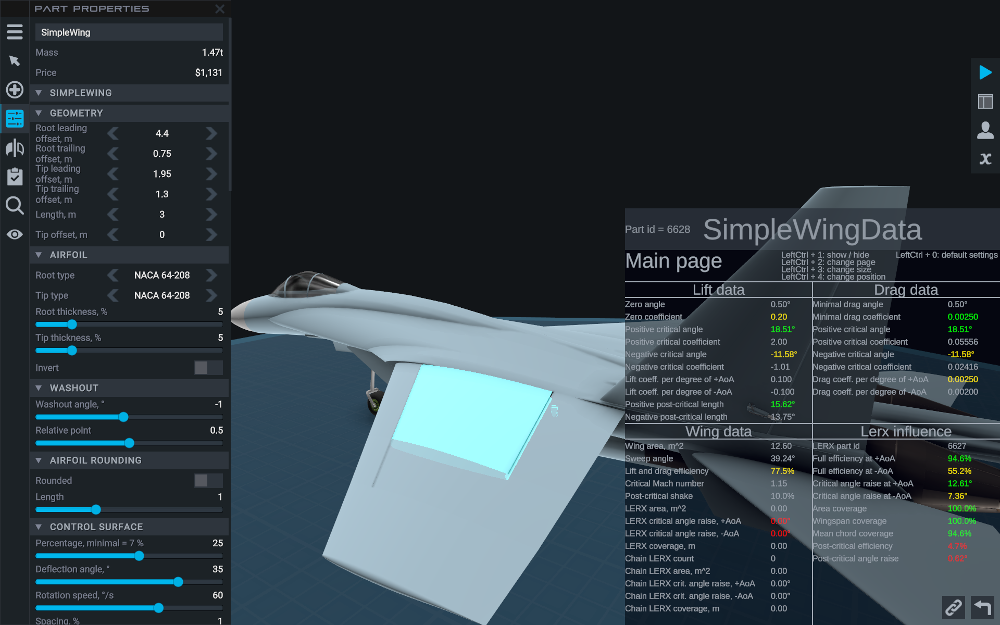 PART PROPERTIES
SimpleWing
Mass 1.47t
Price $1,131
SIMPLEWING
GEOMETRY
Root leading offset, m 4.4
Root trailing offset, m 0.75
Tip leading offset, m 1.95
Tip trailing offset, m 1.3
Length, m 3
Tip offset, m 0
AIRFOIL
Root type NACA 64-208
Tip type NACA 64-208
Root thickness, % 5
Tip thickness, % 5
Invert
WASHOUT
Washout angle, ° -1
Relative point 0.5
AIRFOIL ROUNDING
Rounded
Length 1
CONTROL SURFACE
Percentage, minimal = 7 % 25
Deflection angle, ° 35
Rotation speed, °/s 60
Spacing, % 1
Part id = 6628 SimpleWingData
Main page
LeftCtrl + 1: show / hide LeftCtrl + 0: default settings
LeftCtrl + 2: change page
LeftCtrl + 3: change size
LeftCtrl + 4: change position
Lift data
Zero angle 0.50°
Zero coefficient 0.20
Positive critical angle 18.51°
Positive critical coefficient 2.00
Negative critical angle -11.58°
Negative critical coefficient -1.01
Lift coeff. per degree of +AoA 0.100
Lift coeff. per degree of -AoA -0.100
Positive post-critical length 15.62°
Negative post-critical length 13.75°
Drag data
Minimal drag angle 0.50°
Minimal drag coefficient 0.00250
Positive critical angle 18.51°
Positive critical coefficient 0.05556
Negative critical angle -11.58°
Negative critical coefficient 0.02416
Drag coeff. per degree of +AoA 0.00250
Drag coeff. per degree of -AoA 0.00200
Wing data
Wing area, m^2 12.60
Sweep angle 39.24°
Lift and drag efficiency 77.5%
Critical Mach number 1.15
Post-critical shake 10.0%
LERX area, m^2 0.00
LERX critical angle raise, +AoA 0.00°
LERX critical angle raise, -AoA 0.00°
LERX coverage, m 0.00
Chain LERX count 0
Chain LERX area, m^2 0.00
Chain LERX crit. angle raise, +AoA 0.00°
Chain LERX crit. angle raise, -AoA 0.00°
Chain LERX coverage, m 0.00
Lerx influence
LERX part id 6627
Full efficiency at +AoA 94.6%
Full efficiency at -AoA 55.2%
Critical angle raise at +AoA 12.61°
Critical angle raise at -AoA 7.36°
Area coverage 100.0%
Wingspan coverage 100.0%
Mean chord coverage 94.6%
Post-critical efficiency 4.7%
Post-critical angle raise 0.62°